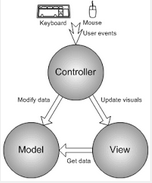 Keyboard
Mouse
User events
Controller
Modify data
Update visuals
Model
View
Get data